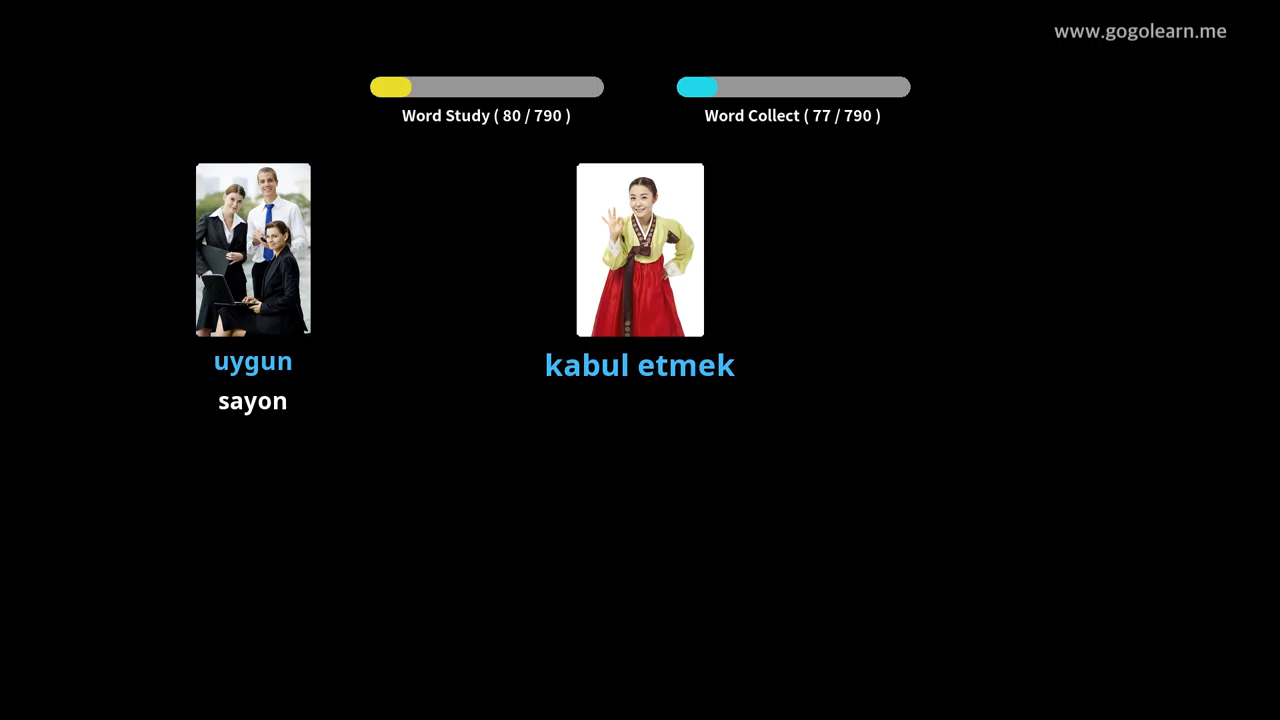 www.gogolearn.me
Word Study ( 80 / 790 )
Word Collect ( 77 / 790 )
uygun
sayon
kabul etmek